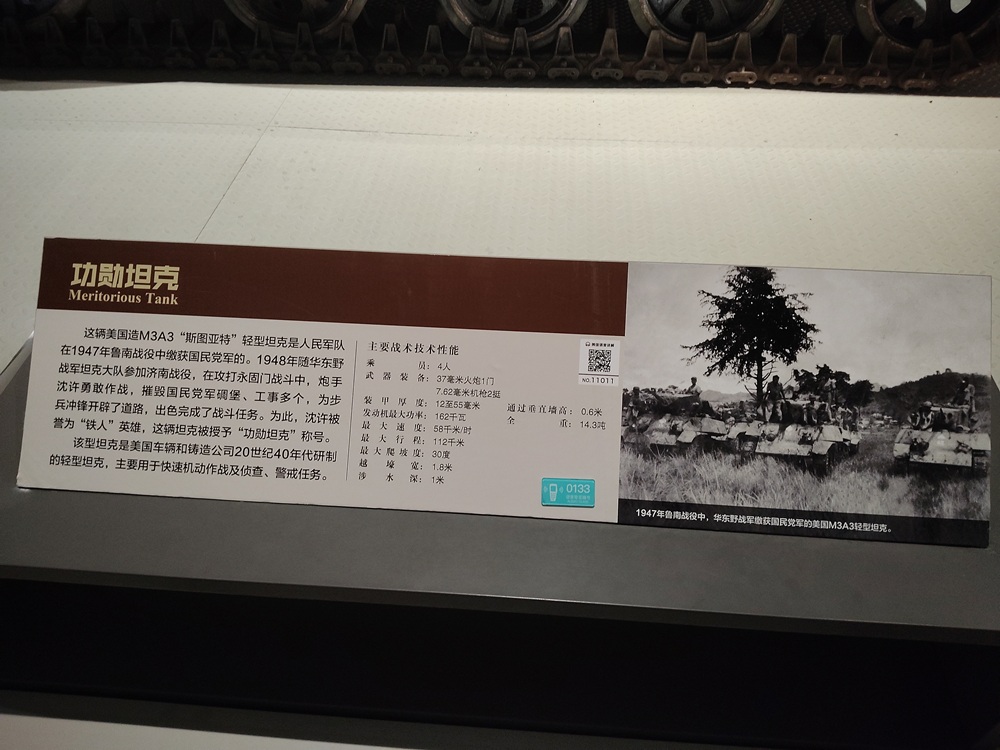 功勋坦克
Meritorious Tank
这辆美国造M3A3“斯图亚特”轻型坦克是人民军队
在1947年鲁南战役中缴获国民党军的。1948年随华东野
战军坦克大队参加济南战役，在攻打永固门战斗中，炮手
沈许勇敢作战，摧毁国民党军碉堡、工事多个，为步
兵冲锋开辟了道路，出色完成了战斗任务。为此，沈许被
誉为“铁人”英雄，这辆坦克被授予“功勋坦克”称号。
该型坦克是美国车辆和铸造公司20世纪40年代研制
的轻型坦克，主要用于快速机动作战及侦查、警戒任务。
主要战术技术性能
乘员：4人
武器装备：37毫米火炮1门
7.62毫米机枪2挺
装甲厚度：12至55毫米
发动机最大功率：162千瓦
最大速度：58千米/时
最大行程：112千米
最大爬坡度：30度
越壕宽：1.8米
涉水深：1米
通过垂直墙高：0.6米
全重：14.3吨
NO.11011
0133
1947年鲁南战役中，华东野战军缴获国民党军的美国M3A3轻型坦克。